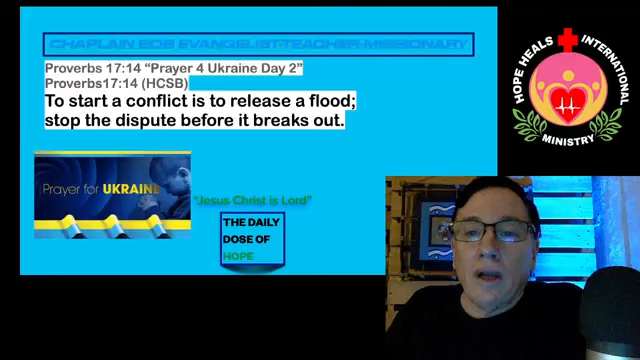 CHAPLAIN EDS EVANGELIST-TEACHER-MISSIONARY
Proverbs 17:14 “Prayer 4 Ukraine Day 2”
Proverbs17:14 (HCSB)
To start a conflict is to release a flood;
stop the dispute before it breaks out.
Prayer for UKRAINE
"Jesus Christ is Lord"
THE DAILY
DOSE OF
HOPE
HOPE HEALS INTERNATIONAL
MINISTRY